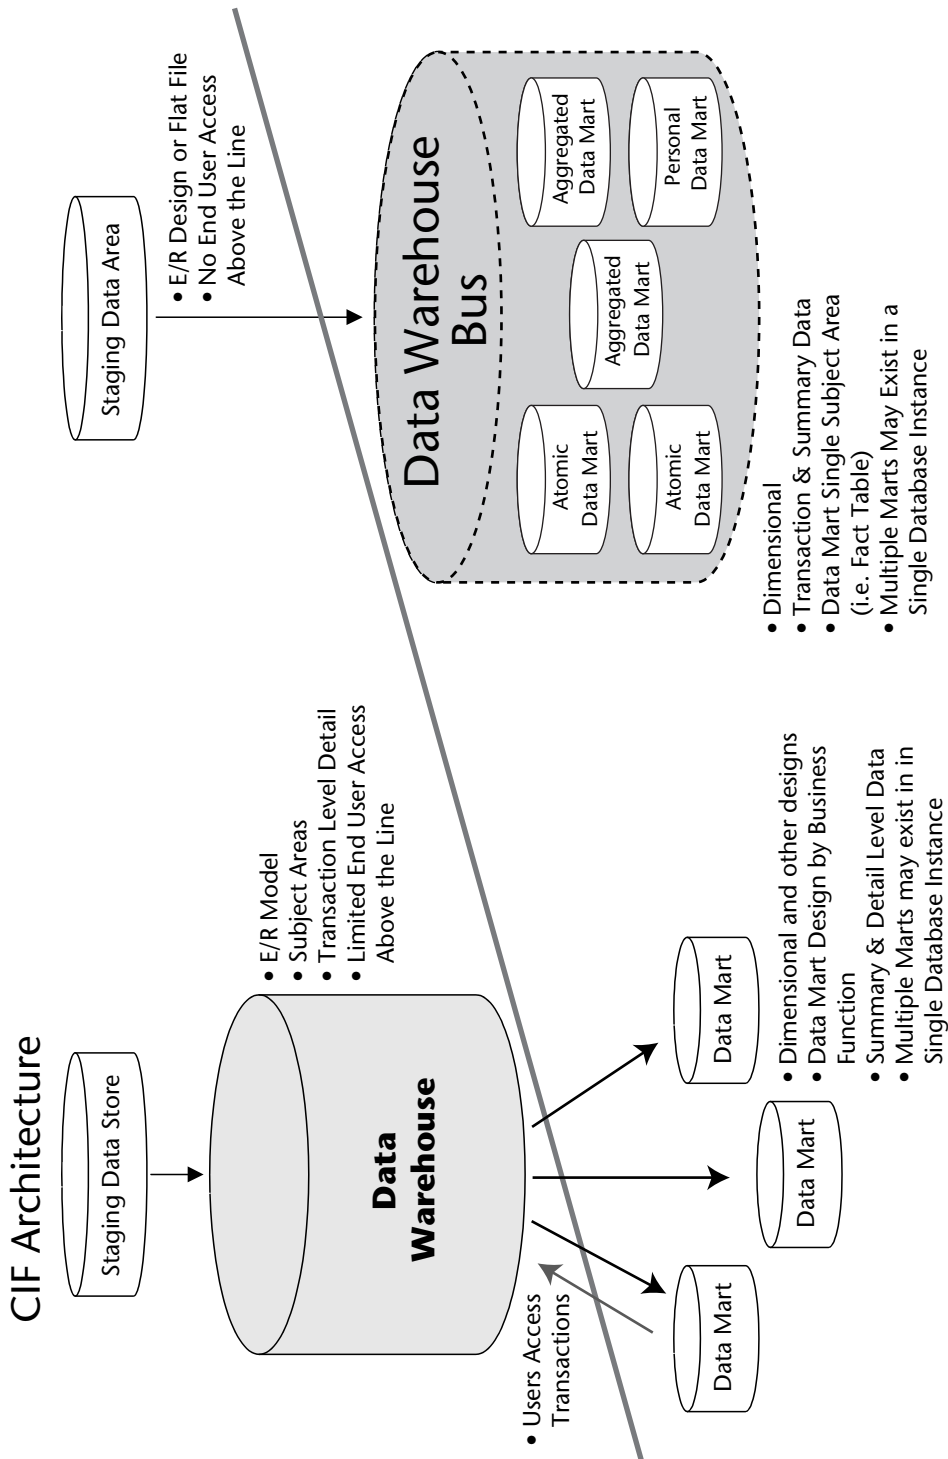 CIF Architecture
Staging Data Store
• E/R Model
• Subject Areas
• Transaction Level Detail
• Limited End User Access
Above the Line
Data
Warehouse
• Users Access
Transactions
Data Mart
Data Mart
Data Mart
• Dimensional and other designs
• Data Mart Design by Business
Function
• Summary & Detail Level Data
• Multiple Marts may exist in in
Single Database Instance
Staging Data Area
• E/R Design or Flat File
• No End User Access
Above the Line
Data Warehouse
Bus
Atomic
Data Mart
Aggregated
Data Mart
Aggregated
Data Mart
Atomic
Data Mart
Personal
Data Mart
• Dimensional
• Transaction & Summary Data
• Data Mart Single Subject Area
(i.e. Fact Table)
• Multiple Marts May Exist in a
Single Database Instance